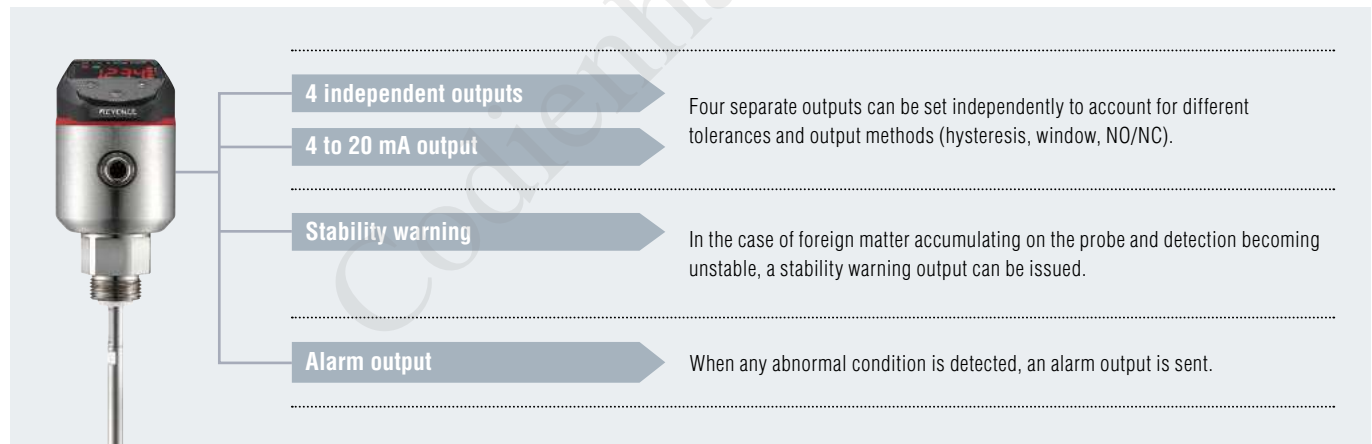 4 independent outputs
4 to 20 mA output
Four separate outputs can be set independently to account for different
tolerances and output methods (hysteresis, window, NO/NC).
Stability warning
In the case of foreign matter accumulating on the probe and detection becoming
unstable, a stability warning output can be issued.
Alarm output
When any abnormal condition is detected, an alarm output is sent.
KEYENCE
Codienh